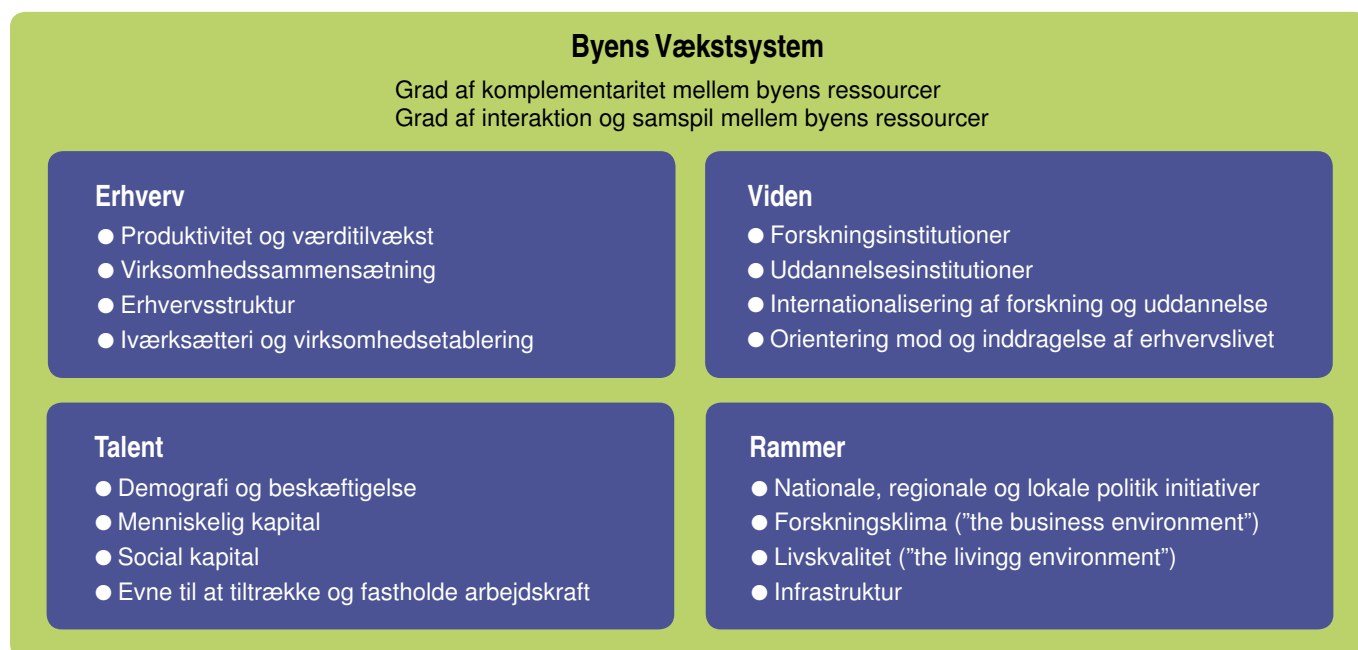 Byens Vækstsystem
Grad af komplementaritet mellem byens ressourcer
Grad af interaktion og samspil mellem byens ressourcer
Erhverv
● Produktivitet og værditilvækst
● Virksomhedssammensætning
● Erhvervsstruktur
● Iværksætteri og virksomhedsetablering
Viden
● Forskningsinstitutioner
● Uddannelsesinstitutioner
● Internationalisering af forskning og uddannelse
● Orientering mod og inddragelse af erhvervslivet
Talent
● Demografi og beskæftigelse
● Menniskelig kapital
● Social kapital
● Evne til at tiltrække og fastholde arbejdskraft
Rammer
● Nationale, regionale og lokale politik initiativer
● Forskningsklima (”the business environment”)
● Livskvalitet (”the livingg environment”)
● Infrastruktur